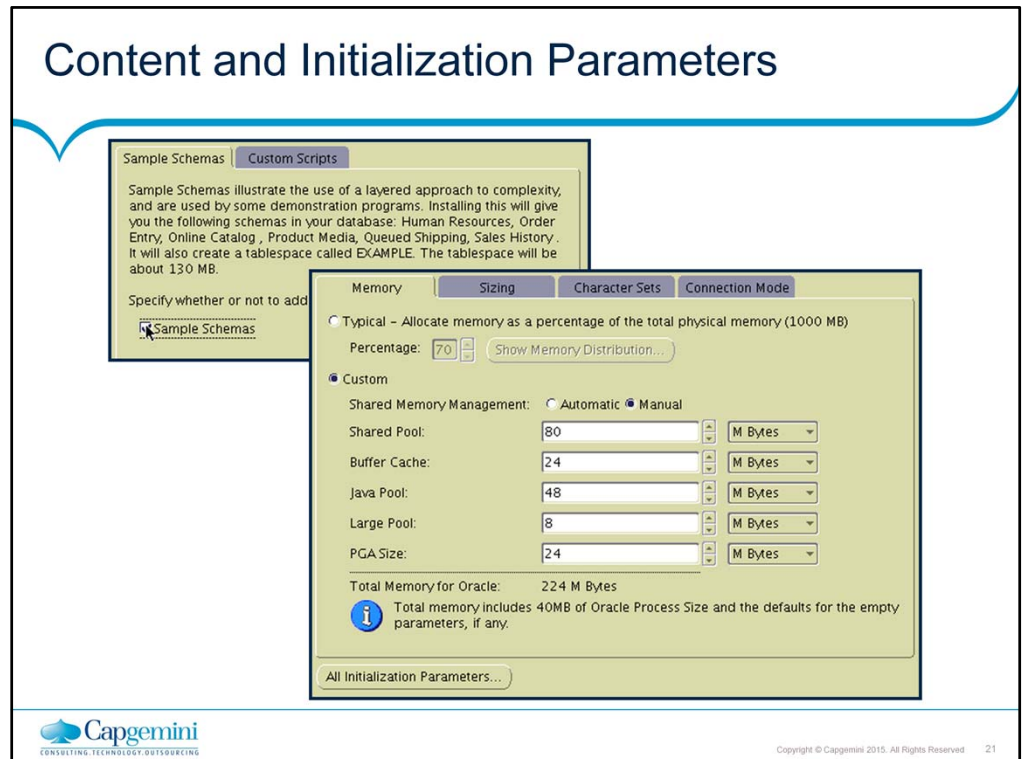 Content and Initialization Parameters
Sample Schemas
Custom Scripts
Sample Schemas illustrate the use of a layered approach to complexity,
and are used by some demonstration programs. Installing this will give
you the following schemas in your database: Human Resources, Order
Entry, Online Catalog , Product Media, Queued Shipping, Sales History .
It will also create a tablespace called EXAMPLE. The tablespace will be
about 130 MB.
Specify whether or not to add
Sample Schemas
Memory
Sizing
Character Sets
Connection Mode
Typical – Allocate memory as a percentage of the total physical memory (1000 MB)
Percentage: 70 Show Memory Distribution...
Custom
Shared Memory Management: Automatic Manual
Shared Pool: 80 M Bytes
Buffer Cache: 24 M Bytes
Java Pool: 48 M Bytes
Large Pool: 8 M Bytes
PGA Size: 24 M Bytes
Total Memory for Oracle: 224 M Bytes
Total memory includes 40MB of Oracle Process Size and the defaults for the empty
parameters, if any.
All Initialization Parameters...
Capgemini
CONSULTING.TECHNOLOGY.OUTSOURCING
Copyright © Capgemini 2015. All Rights Reserved 21